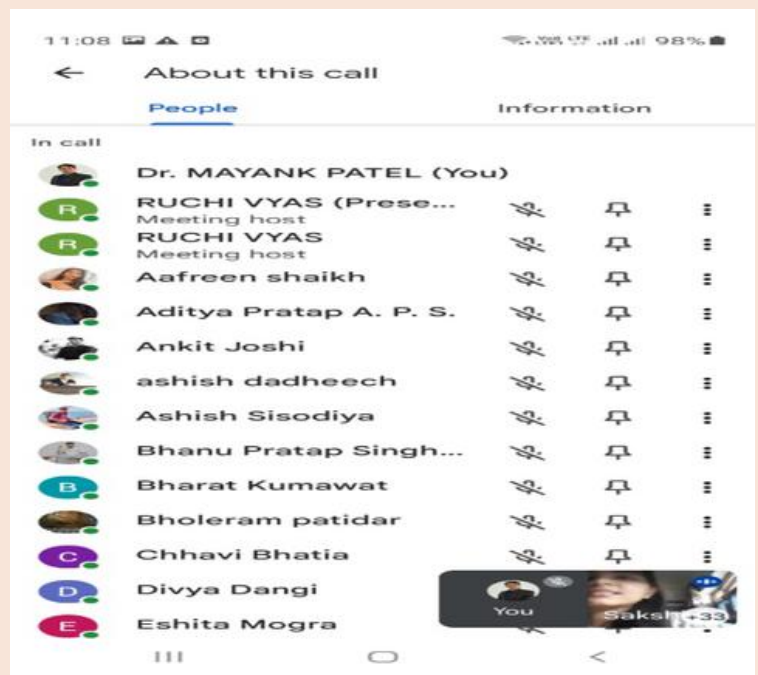 11:08 98%
About this call
People Information
In call
Dr. MAYANK PATEL (You)
R RUCHI VYAS (Prese...
Meeting host
R RUCHI VYAS
Meeting host
Aafreen shaikh
Aditya Pratap A. P. S.
Ankit Joshi
ashish dadheech
Ashish Sisodiya
Bhanu Pratap Singh...
B Bharat Kumawat
Bholeram patidar
C Chhavi Bhatia
D Divya Dangi
You Saksh +33
E Eshita Mogra